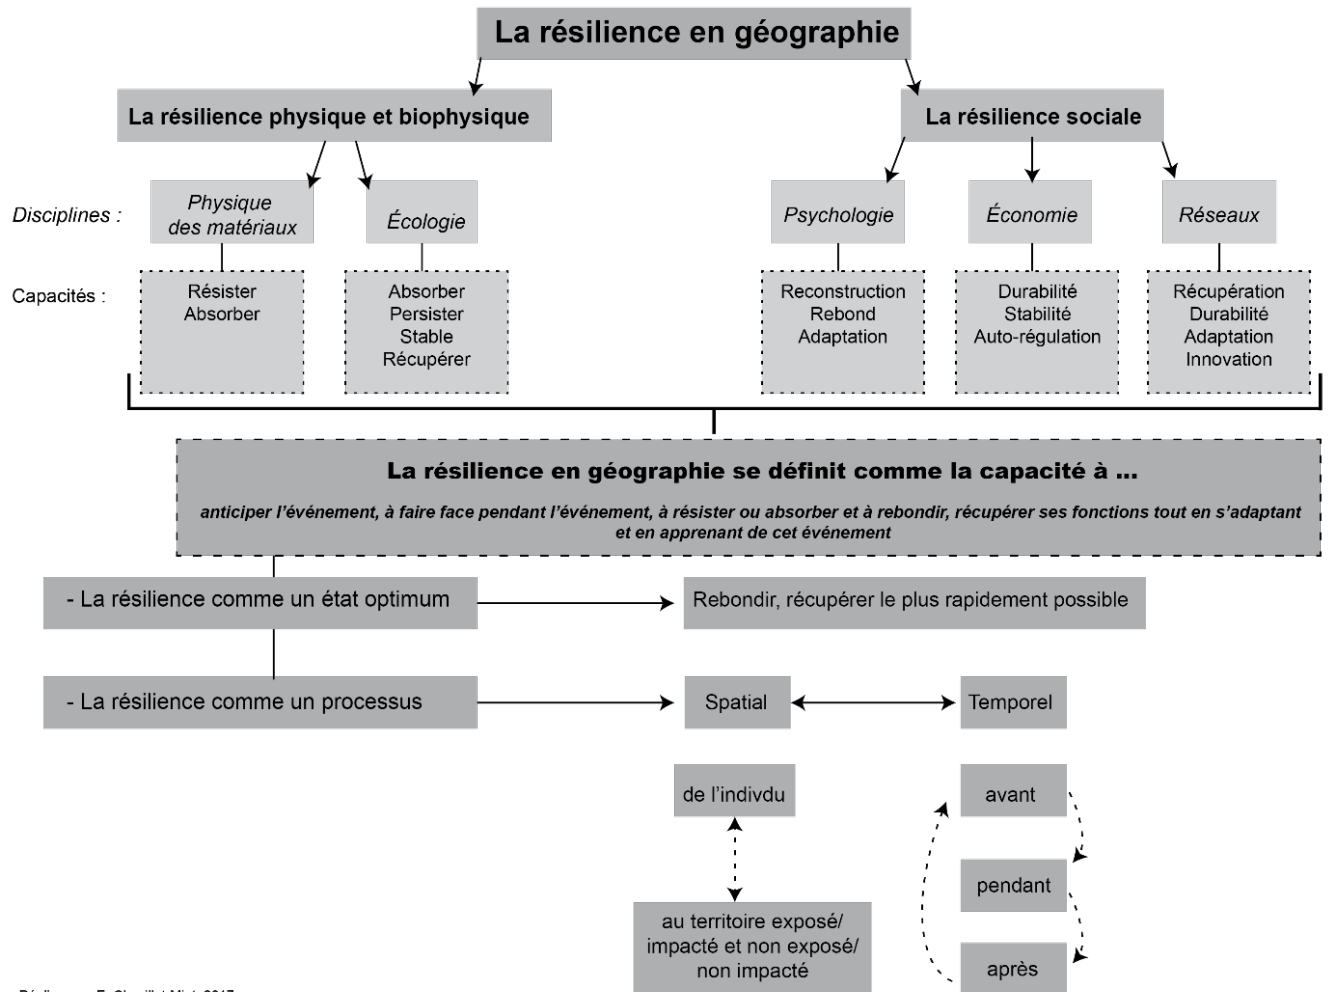 La résilience en géographie
La résilience physique et biophysique
La résilience sociale
Disciplines :
Physique
des matériaux
Écologie
Psychologie
Économie
Réseaux
Capacités :
Résister
Absorber
Absorber
Persister
Stable
Récupérer
Reconstruction
Rebond
Adaptation
Durabilité
Stabilité
Auto-régulation
Récupération
Durabilité
Adaptation
Innovation
La résilience en géographie se définit comme la capacité à ...
anticiper l'événement, à faire face pendant l'événement, à résister ou absorber et à rebondir, récupérer ses fonctions tout en s'adaptant
et en apprenant de cet événement
- La résilience comme un état optimum
Rebondir, récupérer le plus rapidement possible
- La résilience comme un processus
Spatial
Temporel
de l'indivdu
au territoire exposé/
impacté et non exposé/
non impacté
avant
pendant
après